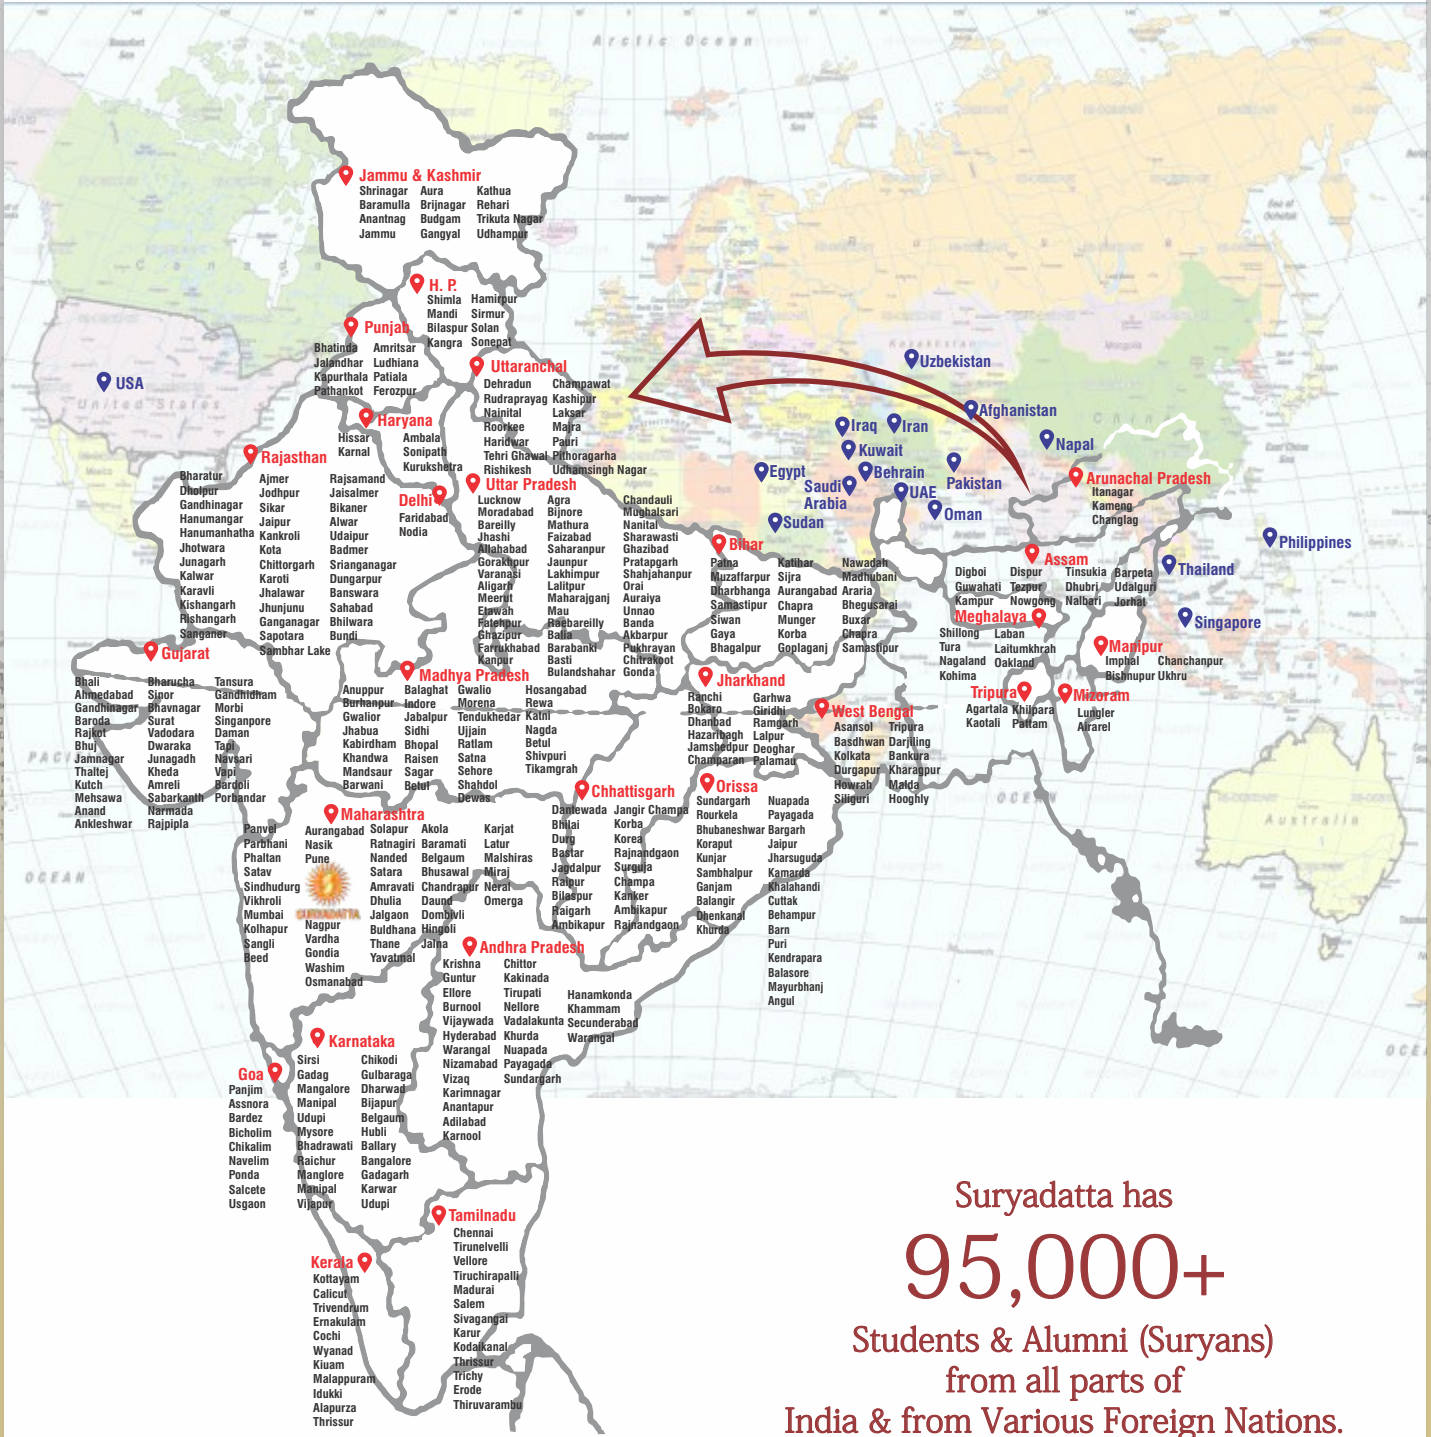 Arctic Ocean
Jammu & Kashmir
Shrinagar Aura Kathua
Baramulla Brijnagar Rehari
Anantnag Budgam Trikuta Nagar
Jammu Gangyal Udhampur
H. P.
Shimla Hamirpur
Mandi Sirmur
Bilaspur Solan
Kangra Sonepat
Punjab
Bhatinda Amritsar
Jalandhar Ludhiana
Kapurthala Patiala
Pathankot Ferozpur
Uttaranchal
Dehradun Champawat
Rudraprayag Kashipur
Nainital Laksar
Roorkee Majra
Haridwar Pauri
Tehri Ghawal Pithoragarha
Rishikesh Udhamsingh Nagar
USA
United States
Haryana
Hissar Ambala
Karnal Sonipath
Kurukshetra
Delhi
Faridabad
Nodia
Rajasthan
Bharatur
Dholpur
Gandhinagar
Hanumangar
Hanumanhatha
Jhotwara
Junagarh
Kalwar
Karavli
Kishangarh
Rishangarh
Sanganer
Ajmer
Jodhpur
Sikar
Jaipur
Kankroli
Kota
Chittorgarh
Karoti
Jhalawar
Jhunjunu
Ganganagar
Sapotara
Sambhar Lake
Rajsamand
Jaisalmer
Bikaner
Alwar
Udaipur
Badmer
Srianganagar
Dungarpur
Banswara
Sahabad
Bhilwara
Bundi
Uttar Pradesh
Lucknow
Moradabad
Bareilly
Jhashi
Allahabad
Gorakhpur
Varanasi
Aligarh
Meerut
Etawah
Fatehpur
Ghazipur
Farrukhabad
Kanpur
Agra
Bijnore
Mathura
Faizabad
Saharanpur
Jaunpur
Lakhimpur
Lalitpur
Maharajganj
Mau
Raebareilly
Balia
Barabanki
Basti
Bulandshahar
Chandauli
Mughalsari
Nanital
Sharawasti
Ghazibad
Pratapgarh
Shahjahanpur
Orai
Auraiya
Unnao
Banda
Akbarpur
Pukhrayan
Chitrakoot
Gonda
Uzbekistan
Afghanistan
Iraq
Iran
Napal
Kuwait
Egypt
Behrain
Pakistan
Saudi
Arabia
UAE
Oman
Sudan
Philippines
Thailand
Singapore
Arunachal Pradesh
Itanagar
Kameng
Changlag
Bihar
Patna
Muzaffarpur
Dharbhanga
Samastipur
Siwan
Gaya
Bhagalpur
Katihar
Sijra
Aurangabad
Chapra
Munger
Korba
Goplaganj
Nawadah
Madhubani
Araria
Bhegusarai
Buxar
Chapra
Samastipur
Assam
Digboi Dispur Tinsukia Barpeta
Guwahati Tezpur Dhubri Udalguri
Kampur Nowgong Nalbari Jorhat
Meghalaya
Shillong Laban
Tura Laitumkhrah
Nagaland Oakland
Kohima
Manipur
Imphal Chanchanpur
Bishnupur Ukhru
Tripura
Agartala Khilpara
Kaotali Pattam
Mizoram
Lungler
Airarel
Gujarat
Bhali
Ahmedabad
Gandhinagar
Baroda
Rajkot
Bhuj
Jamnagar
Thaltej
Kutch
Mehsawa
Anand
Ankleshwar
Bharucha
Sinor
Bhavnagar
Surat
Vadodara
Dwaraka
Junagadh
Kheda
Amreli
Sabarkanth
Narmada
Rajpipla
Tansura
Gandhidham
Morbi
Singanpore
Daman
Tapi
Navsari
Vapi
Bardoli
Porbandar
Madhya Pradesh
Anuppur
Burhanpur
Gwalior
Jhabua
Kabirdham
Khandwa
Mandsaur
Barwani
Balaghat
Indore
Jabalpur
Sidhi
Bhopal
Raisen
Sagar
Betul
Gwalio
Morena
Tendukhedar
Ujjain
Ratlam
Satna
Sehore
Shahdol
Dewas
Hosangabad
Rewa
Katni
Nagda
Betul
Shivpuri
Tikamgrah
Jharkhand
Ranchi
Bokaro
Dhanbad
Hazaribagh
Jamshedpur
Champaran
Garhwa
Giridhi
Ramgarh
Lalpur
Deoghar
Palamau
West Bengal
Asansol Tripura
Basdhwan Darjiling
Kolkata Bankura
Durgapur Kharagpur
Howrah Malda
Siliguri Hooghly
Chhattisgarh
Dantewada
Bhilai
Durg
Bastar
Jagdalpur
Raipur
Bilaspur
Raigarh
Ambikapur
Jangir Champa
Korba
Korea
Rajnandgaon
Surguja
Champa
Kanker
Ambikapur
Rajnandgaon
Orissa
Sundargarh
Rourkela
Bhubaneshwar
Koraput
Kunjar
Sambhalpur
Ganjam
Balangir
Dhenkanal
Khurda
Nuapada
Payagada
Bargarh
Jaipur
Jharsuguda
Kamarda
Khalahandi
Cuttak
Behampur
Barn
Puri
Kendrapara
Balasore
Mayurbhanj
Angul
Maharashtra
Panvel
Parbhani
Phaltan
Satav
Sindhudurg
Vikhroli
Mumbai
Kolhapur
Sangli
Beed
Aurangabad
Nasik
Pune
SURYADATTA
Nagpur
Vardha
Gondia
Washim
Osmanabad
Solapur
Ratnagiri
Nanded
Satara
Amravati
Dhulia
Jalgaon
Buldhana
Thane
Yavatmal
Akola
Baramati
Belgaum
Bhusawal
Chandrapur
Daund
Dombivli
Hingoli
Jalna
Karjat
Latur
Malshiras
Miraj
Neral
Omerga
Andhra Pradesh
Krishna
Guntur
Ellore
Burnool
Vijaywada
Hyderabad
Warangal
Nizamabad
Vizaq
Karimnagar
Anantapur
Adilabad
Karnool
Chittor
Kakinada
Tirupati
Nellore
Vadalakunta
Khurda
Nuapada
Payagada
Sundargarh
Hanamkonda
Khammam
Secunderabad
Warangal
Karnataka
Sirsi
Gadag
Mangalore
Manipal
Udupi
Mysore
Bhadrawati
Raichur
Manglore
Manipal
Vijapur
Chikodi
Gulbaraga
Dharwad
Bijapur
Belgaum
Hubli
Ballary
Bangalore
Gadagarh
Karwar
Udupi
Goa
Panjim
Assnora
Bardez
Bicholim
Chikalim
Navelim
Ponda
Salcete
Usgaon
Tamilnadu
Chennai
Tirunelvelli
Vellore
Tiruchirapalli
Madurai
Salem
Sivagangai
Karur
Kodaikanal
Thrissur
Trichy
Erode
Thiruvarambu
Kerala
Kottayam
Calicut
Trivendrum
Ernakulam
Cochi
Wyanad
Kiuam
Malappuram
Idukki
Alapurza
Thrissur
OCEAN
Australia
Suryadatta has
95,000+
Students & Alumni (Suryans)
from all parts of
India & from Various Foreign Nations.